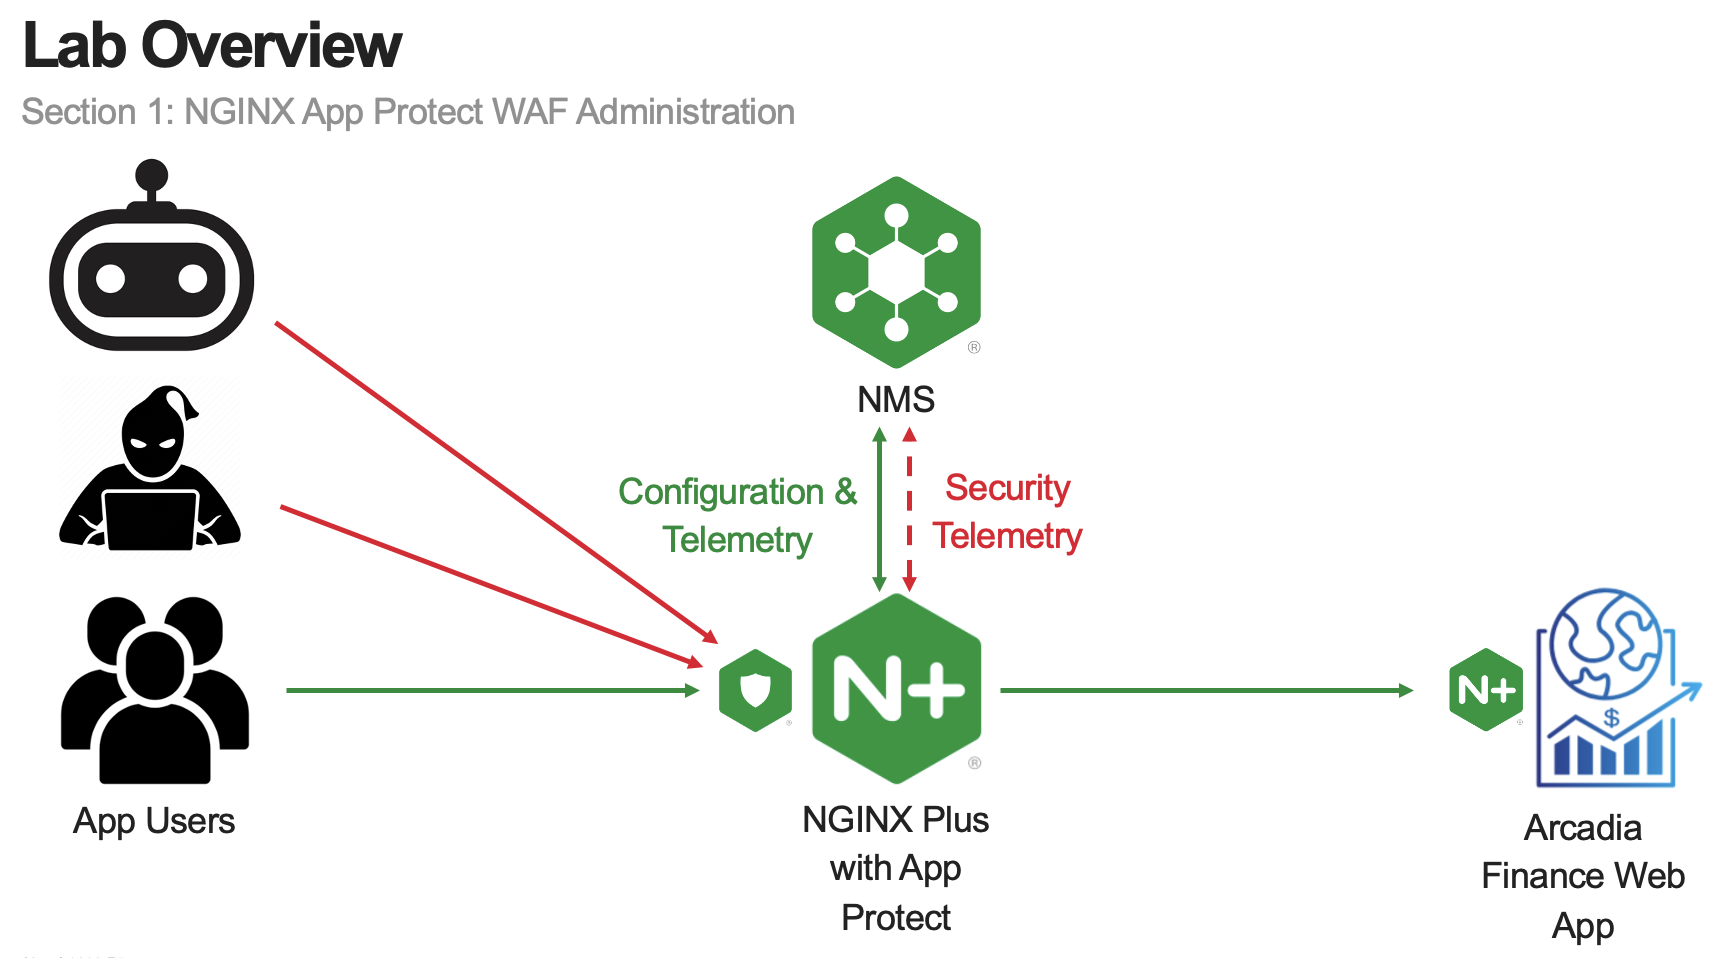 Lab Overview
Section 1: NGINX App Protect WAF Administration
®
NMS
Configuration &
Telemetry
Security
Telemetry
N+
®
N+
$
App Users
NGINX Plus
with App
Protect
Arcadia
Finance Web
App